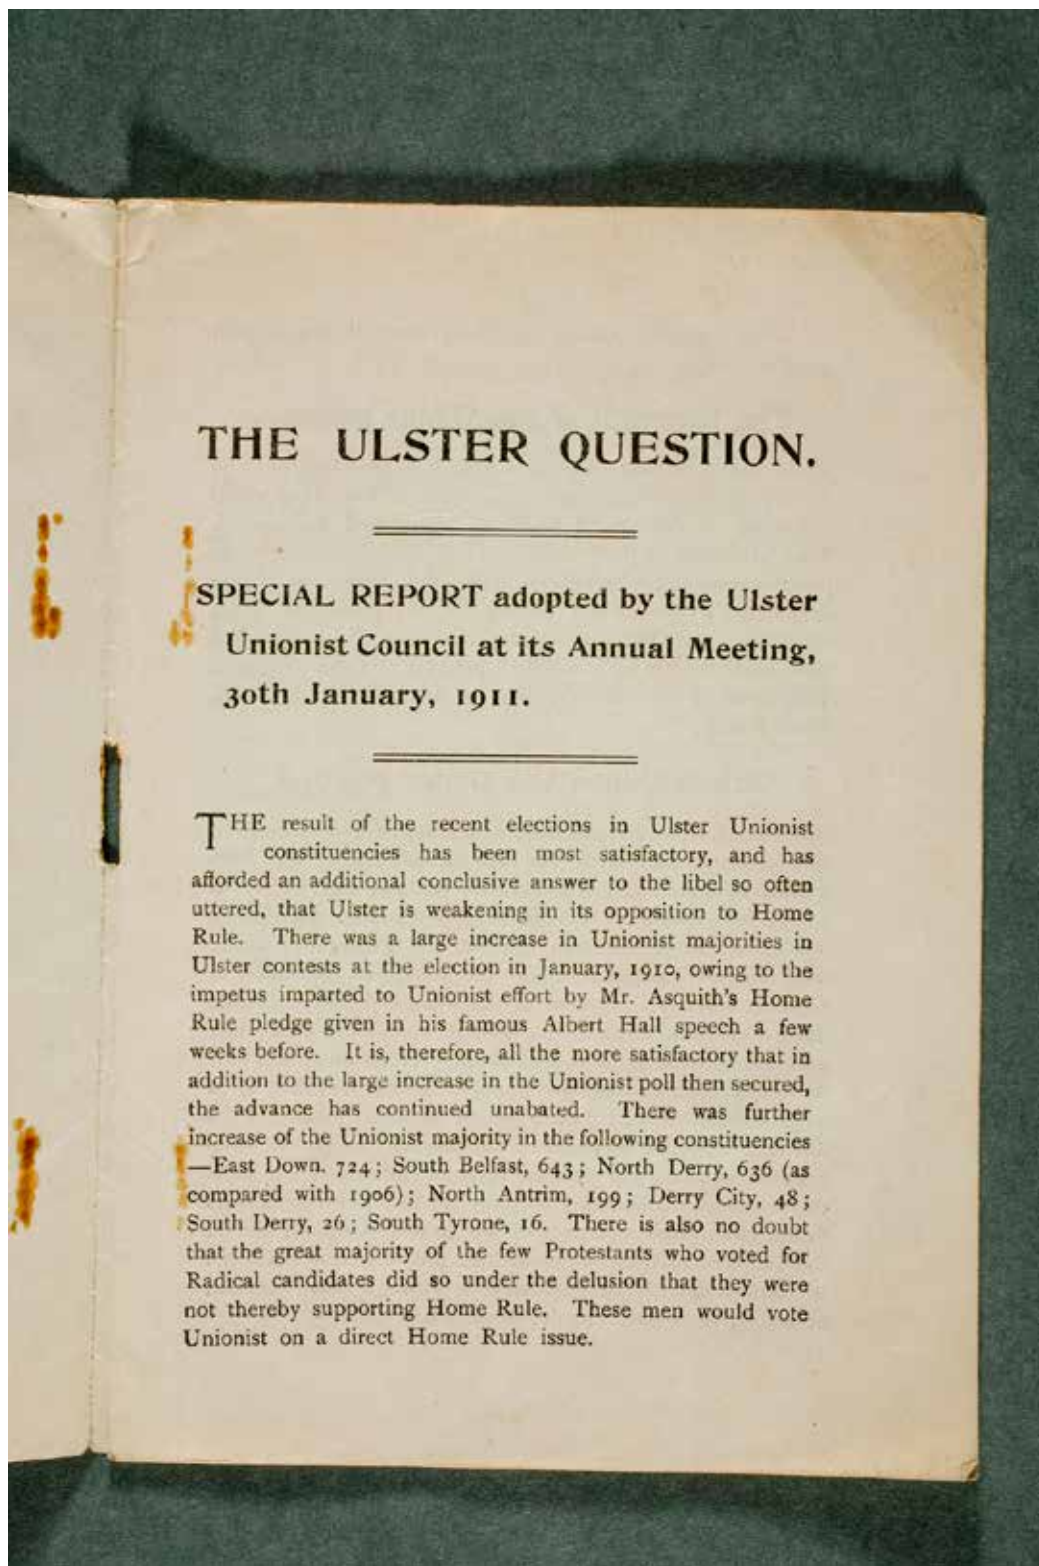 THE ULSTER QUESTION.
SPECIAL REPORT adopted by the Ulster
Unionist Council at its Annual Meeting,
30th January, 1911.
THE result of the recent elections in Ulster Unionist
constituencies has been most satisfactory, and has
afforded an additional conclusive answer to the libel so often
uttered, that Ulster is weakening in its opposition to Home
Rule. There was a large increase in Unionist majorities in
Ulster contests at the election in January, 1910, owing to the
impetus imparted to Unionist effort by Mr. Asquith's Home
Rule pledge given in his famous Albert Hall speech a few
weeks before. It is, therefore, all the more satisfactory that in
addition to the large increase in the Unionist poll then secured,
the advance has continued unabated. There was further
increase of the Unionist majority in the following constituencies
—East Down. 724; South Belfast, 643; North Derry, 636 (as
compared with 1906); North Antrim, 199; Derry City, 48;
South Derry, 26; South Tyrone, 16. There is also no doubt
that the great majority of the few Protestants who voted for
Radical candidates did so under the delusion that they were
not thereby supporting Home Rule. These men would vote
Unionist on a direct Home Rule issue.